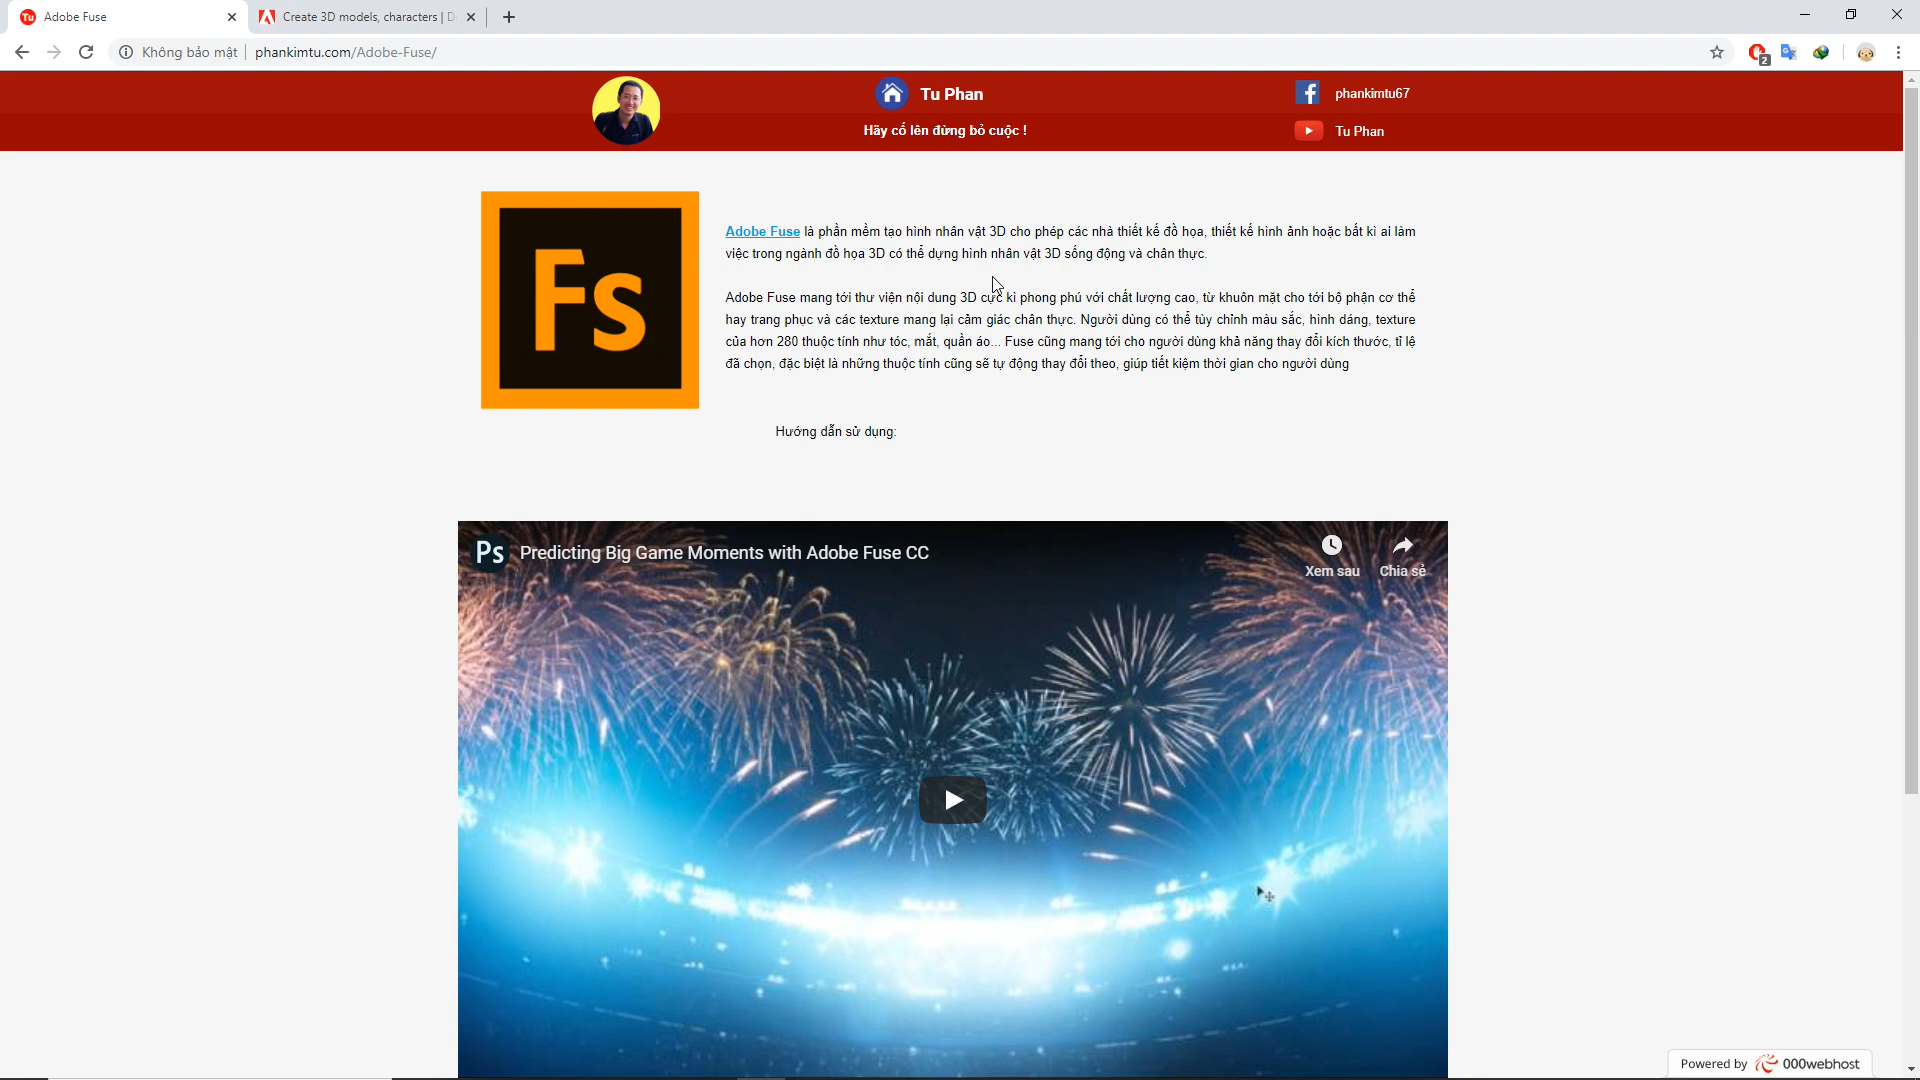 Tu Adobe Fuse
Create 3D models, characters | D
Không bảo mật phankimtu.com/Adobe-Fuse/
2
Tu Phan
Hãy cố lên đừng bỏ cuộc !
phankimtu67
Tu Phan
Fs
Adobe Fuse là phần mềm tạo hình nhân vật 3D cho phép các nhà thiết kế đồ họa, thiết kế hình ảnh hoặc bất kì ai làm
việc trong ngành đồ họa 3D có thể dựng hình nhân vật 3D sống động và chân thực.
Adobe Fuse mang tới thư viện nội dung 3D cực kì phong phú với chất lượng cao, từ khuôn mặt cho tới bộ phận cơ thể
hay trang phục và các texture mang lại cảm giác chân thực. Người dùng có thể tùy chỉnh màu sắc, hình dáng, texture
của hơn 280 thuộc tính như tóc, mắt, quần áo... Fuse cũng mang tới cho người dùng khả năng thay đổi kích thước, tỉ lệ
đã chọn, đặc biệt là những thuộc tính cũng sẽ tự động thay đổi theo, giúp tiết kiệm thời gian cho người dùng
Hướng dẫn sử dụng:
Ps Predicting Big Game Moments with Adobe Fuse CC
Xem sau Chia sẻ
Powered by 000webhost